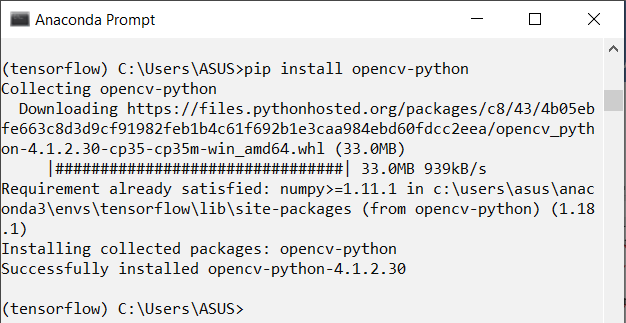 Anaconda Prompt
(tensorflow) C:\Users\ASUS>pip install opencv-python
Collecting opencv-python
  Downloading https://files.pythonhosted.org/packages/c8/43/4b05eb
fe663c8d3d9cf91982feb1b4c61f692b1e3caa984ebd60fdcc2eea/opencv_pyth
on-4.1.2.30-cp35-cp35m-win_amd64.whl (33.0MB)
     |################################| 33.0MB 939kB/s
Requirement already satisfied: numpy>=1.11.1 in c:\users\asus\anac
onda3\envs\tensorflow\lib\site-packages (from opencv-python) (1.18
.1)
Installing collected packages: opencv-python
Successfully installed opencv-python-4.1.2.30
(tensorflow) C:\Users\ASUS>